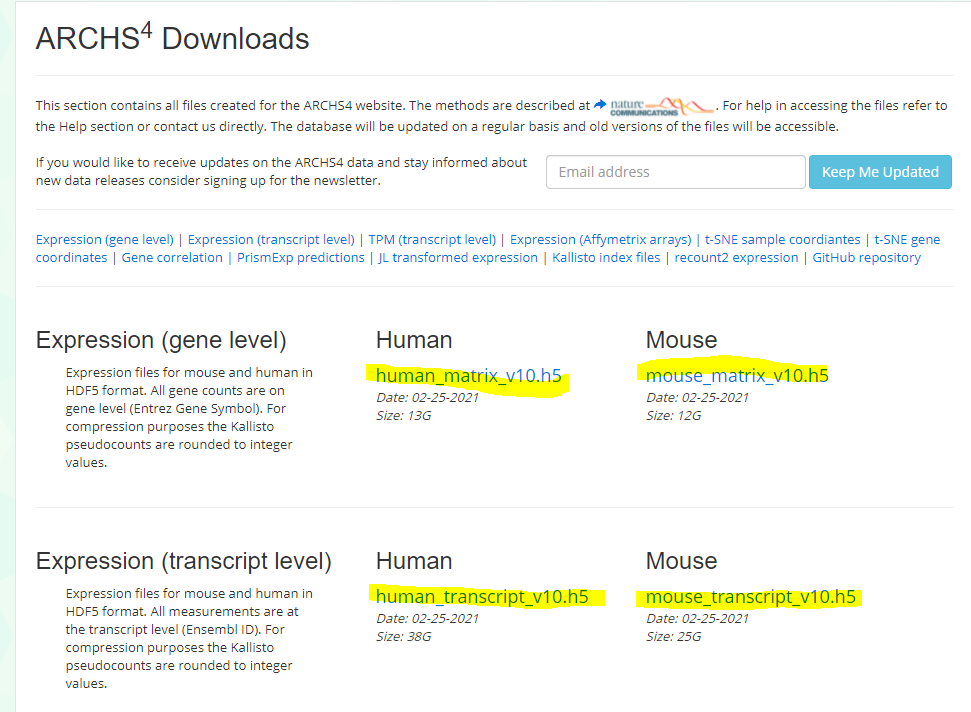 ARCHS4 Downloads
This section contains all files created for the ARCHS4 website. The methods are described at nature COMMUNICATIONS. For help in accessing the files refer to
the Help section or contact us directly. The database will be updated on a regular basis and old versions of the files will be accessible.
If you would like to receive updates on the ARCHS4 data and stay informed about
new data releases consider signing up for the newsletter.
Email address
Keep Me Updated
Expression (gene level) | Expression (transcript level) | TPM (transcript level) | Expression (Affymetrix arrays) | t-SNE sample coordiantes | t-SNE gene
coordinates | Gene correlation | PrismExp predictions | JL transformed expression | Kallisto index files | recount2 expression | GitHub repository
Expression (gene level)
Expression files for mouse and human in
HDF5 format. All gene counts are on
gene level (Entrez Gene Symbol). For
compression purposes the Kallisto
pseudocounts are rounded to integer
values.
Human
human_matrix_v10.h5
Date: 02-25-2021
Size: 13G
Mouse
mouse_matrix_v10.h5
Date: 02-25-2021
Size: 12G
Expression (transcript level)
Expression files for mouse and human in
HDF5 format. All measurements are at
the transcript level (Ensembl ID). For
compression purposes the Kallisto
pseudocounts are rounded to integer
values.
Human
human_transcript_v10.h5
Date: 02-25-2021
Size: 38G
Mouse
mouse_transcript_v10.h5
Date: 02-25-2021
Size: 25G